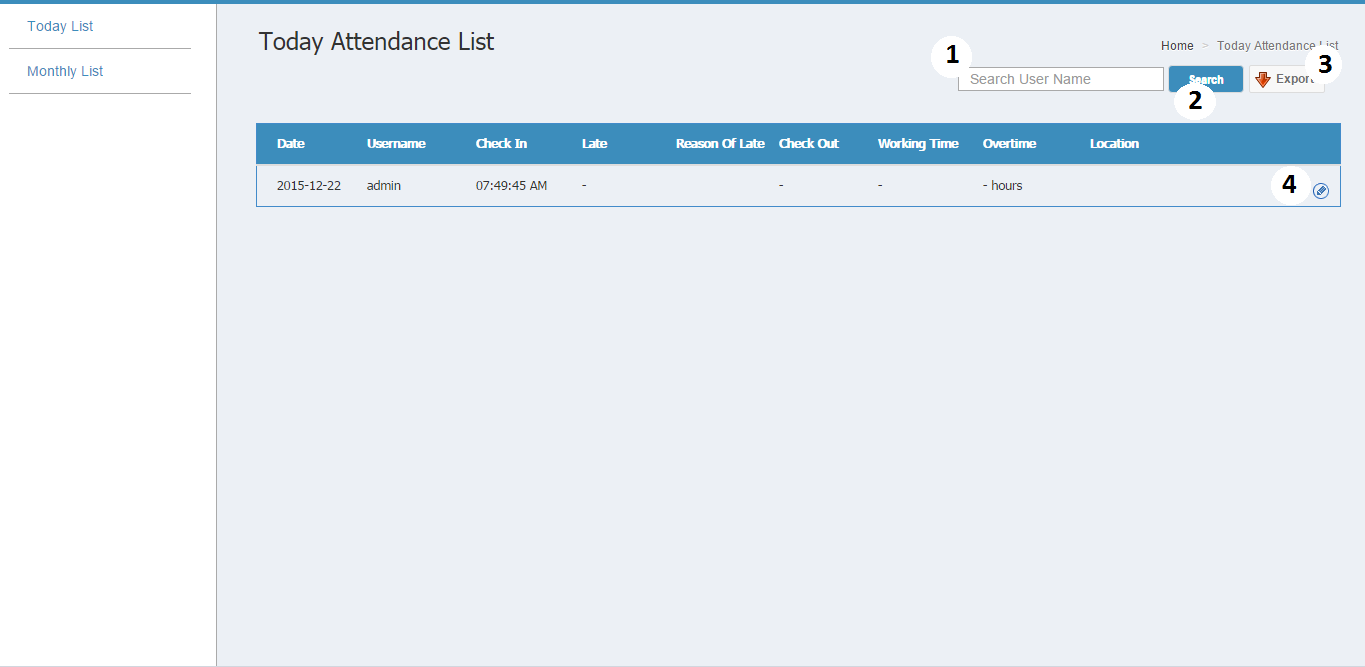 Today List
Monthly List
Today Attendance List
Home > Today Attendance List
1
3
Search User Name
Search
Export
2
Date Username Check In Late Reason Of Late Check Out Working Time Overtime Location
2015-12-22 admin 07:49:45 AM - - - - hours
4